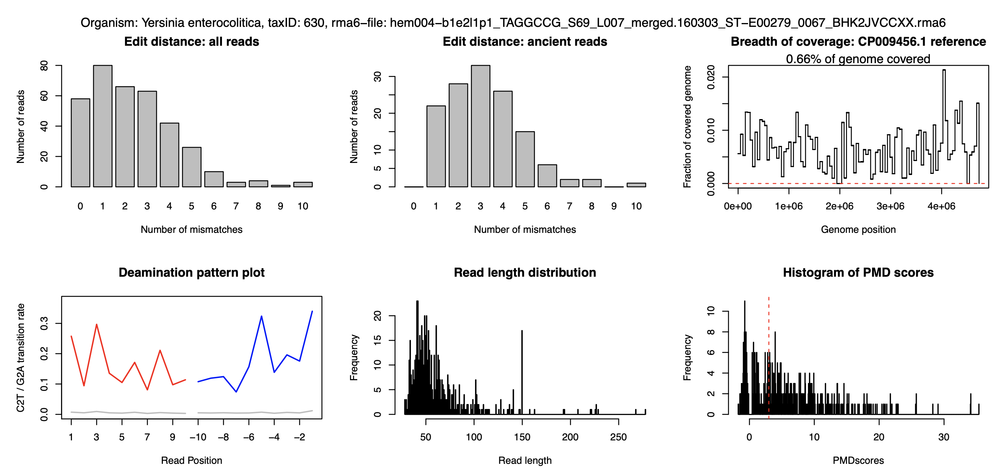 Organism: Yersinia enterocolitica, taxID: 630, rma6−file: hem004−b1e2l1p1_TAGGCCG_S69_L007_merged.160303_ST−E00279_0067_BHK2JVCCXX.rma6
Edit distance: all reads
Number of reads
0 20 40 60 80
0 1 2 3 4 5 6 7 8 9 10
Number of mismatches
Edit distance: ancient reads
Number of reads
0 5 10 20 30
0 1 2 3 4 5 6 7 8 9 10
Number of mismatches
Breadth of coverage: CP009456.1 reference
0.66% of genome covered
Fraction of covered genome
0.000 0.010 0.020
0e+00 1e+06 2e+06 3e+06 4e+06
Genome position
Deamination pattern plot
C2T / G2A transition rate
0.0 0.1 0.2 0.3
1 3 5 7 9 −10 −8 −6 −4 −2
Read Position
Read length distribution
Frequency
0 5 10 15 20
50 100 150 200 250
Read length
Histogram of PMD scores
Frequency
0 2 4 6 8 10
0 10 20 30
PMDscores